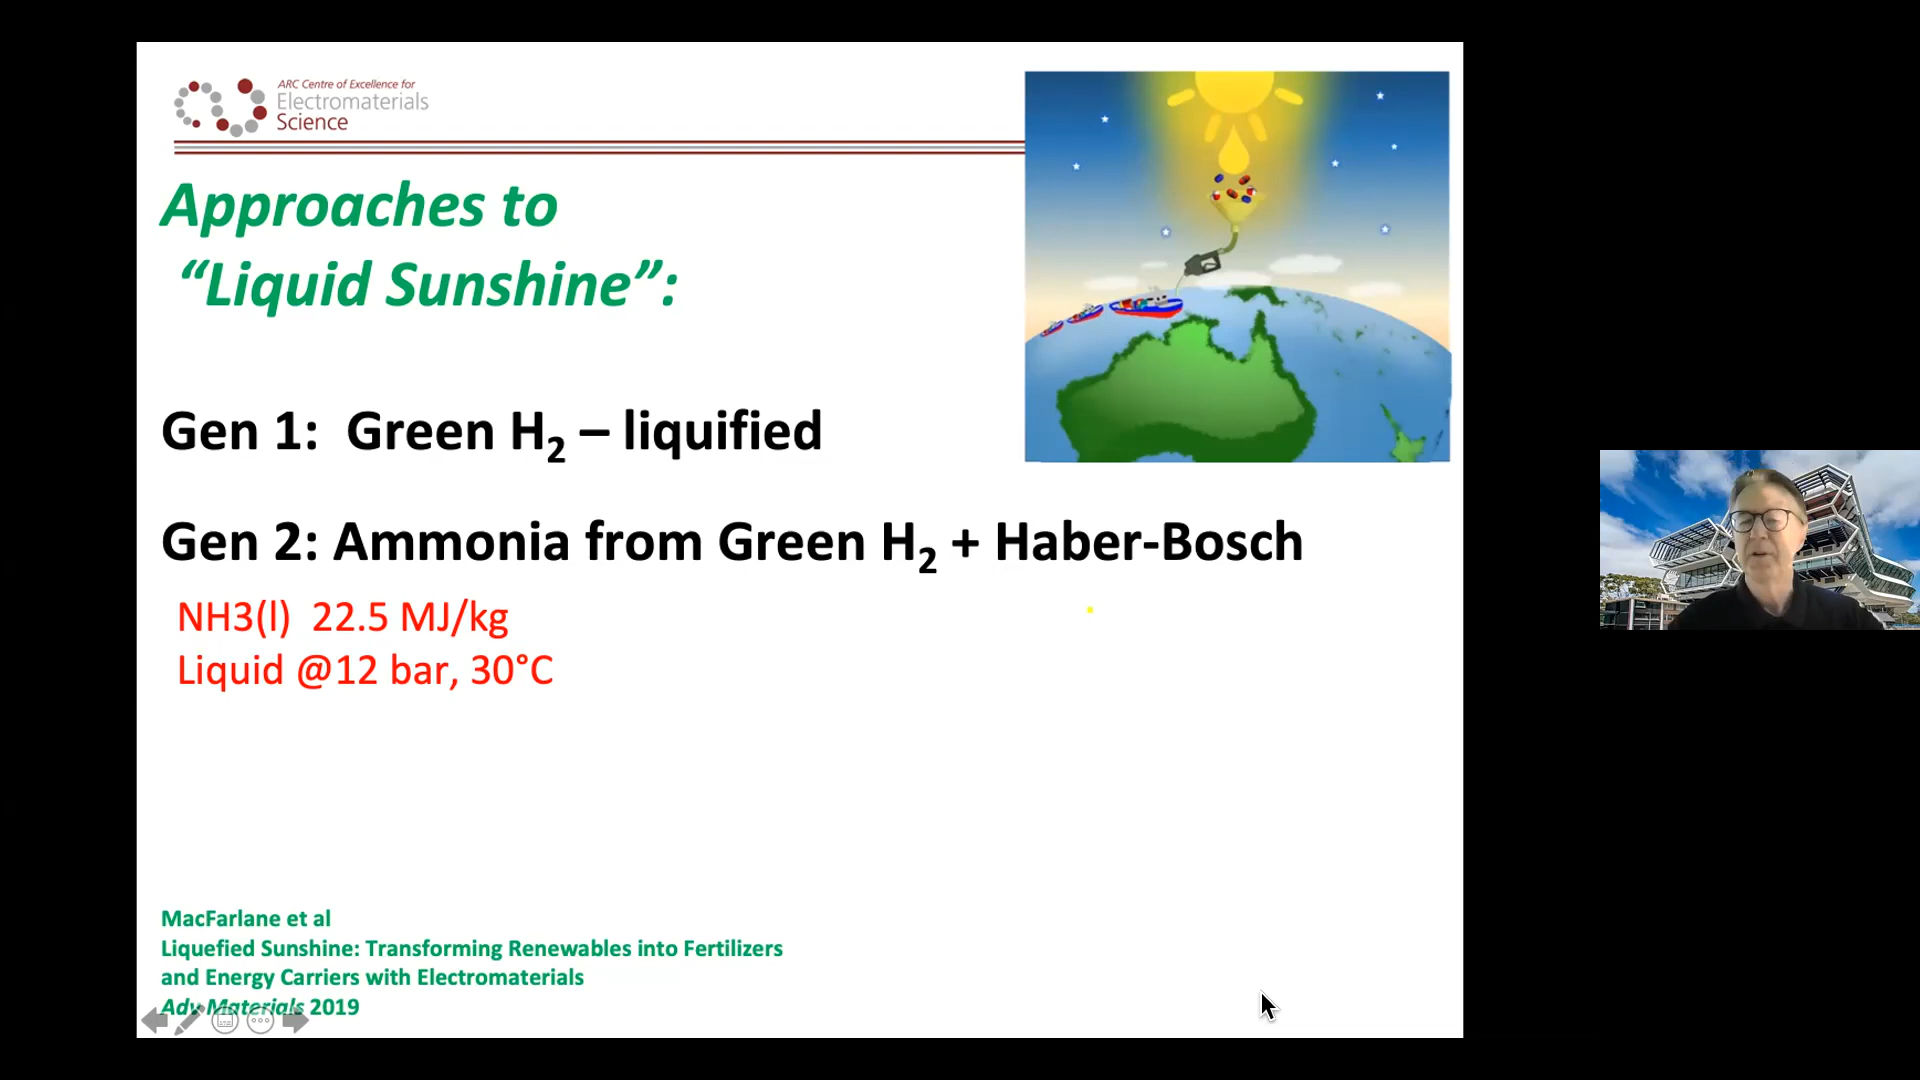 ARC Centre of Excellence for
Electromaterials
Science
Approaches to
“Liquid Sunshine”:
Gen 1: Green H₂ – liquified
Gen 2: Ammonia from Green H₂ + Haber-Bosch
NH3(l) 22.5 MJ/kg
Liquid @12 bar, 30°C
MacFarlane et al
Liquefied Sunshine: Transforming Renewables into Fertilizers
and Energy Carriers with Electromaterials
Adv Materials 2019